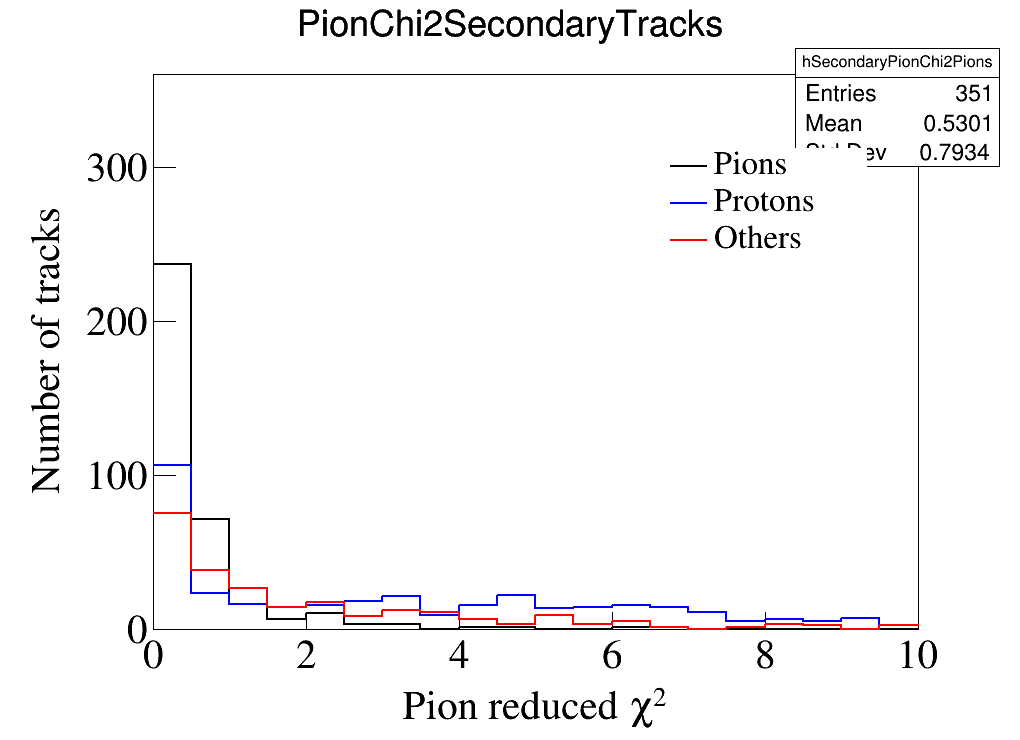 PionChi2SecondaryTracks
hSecondaryPionChi2Pions
Entries 351
Mean 0.5301
0.7934
Pions
Protons
Others
Number of tracks
300
200
100
0
0 2 4 6 8 10
Pion reduced χ²